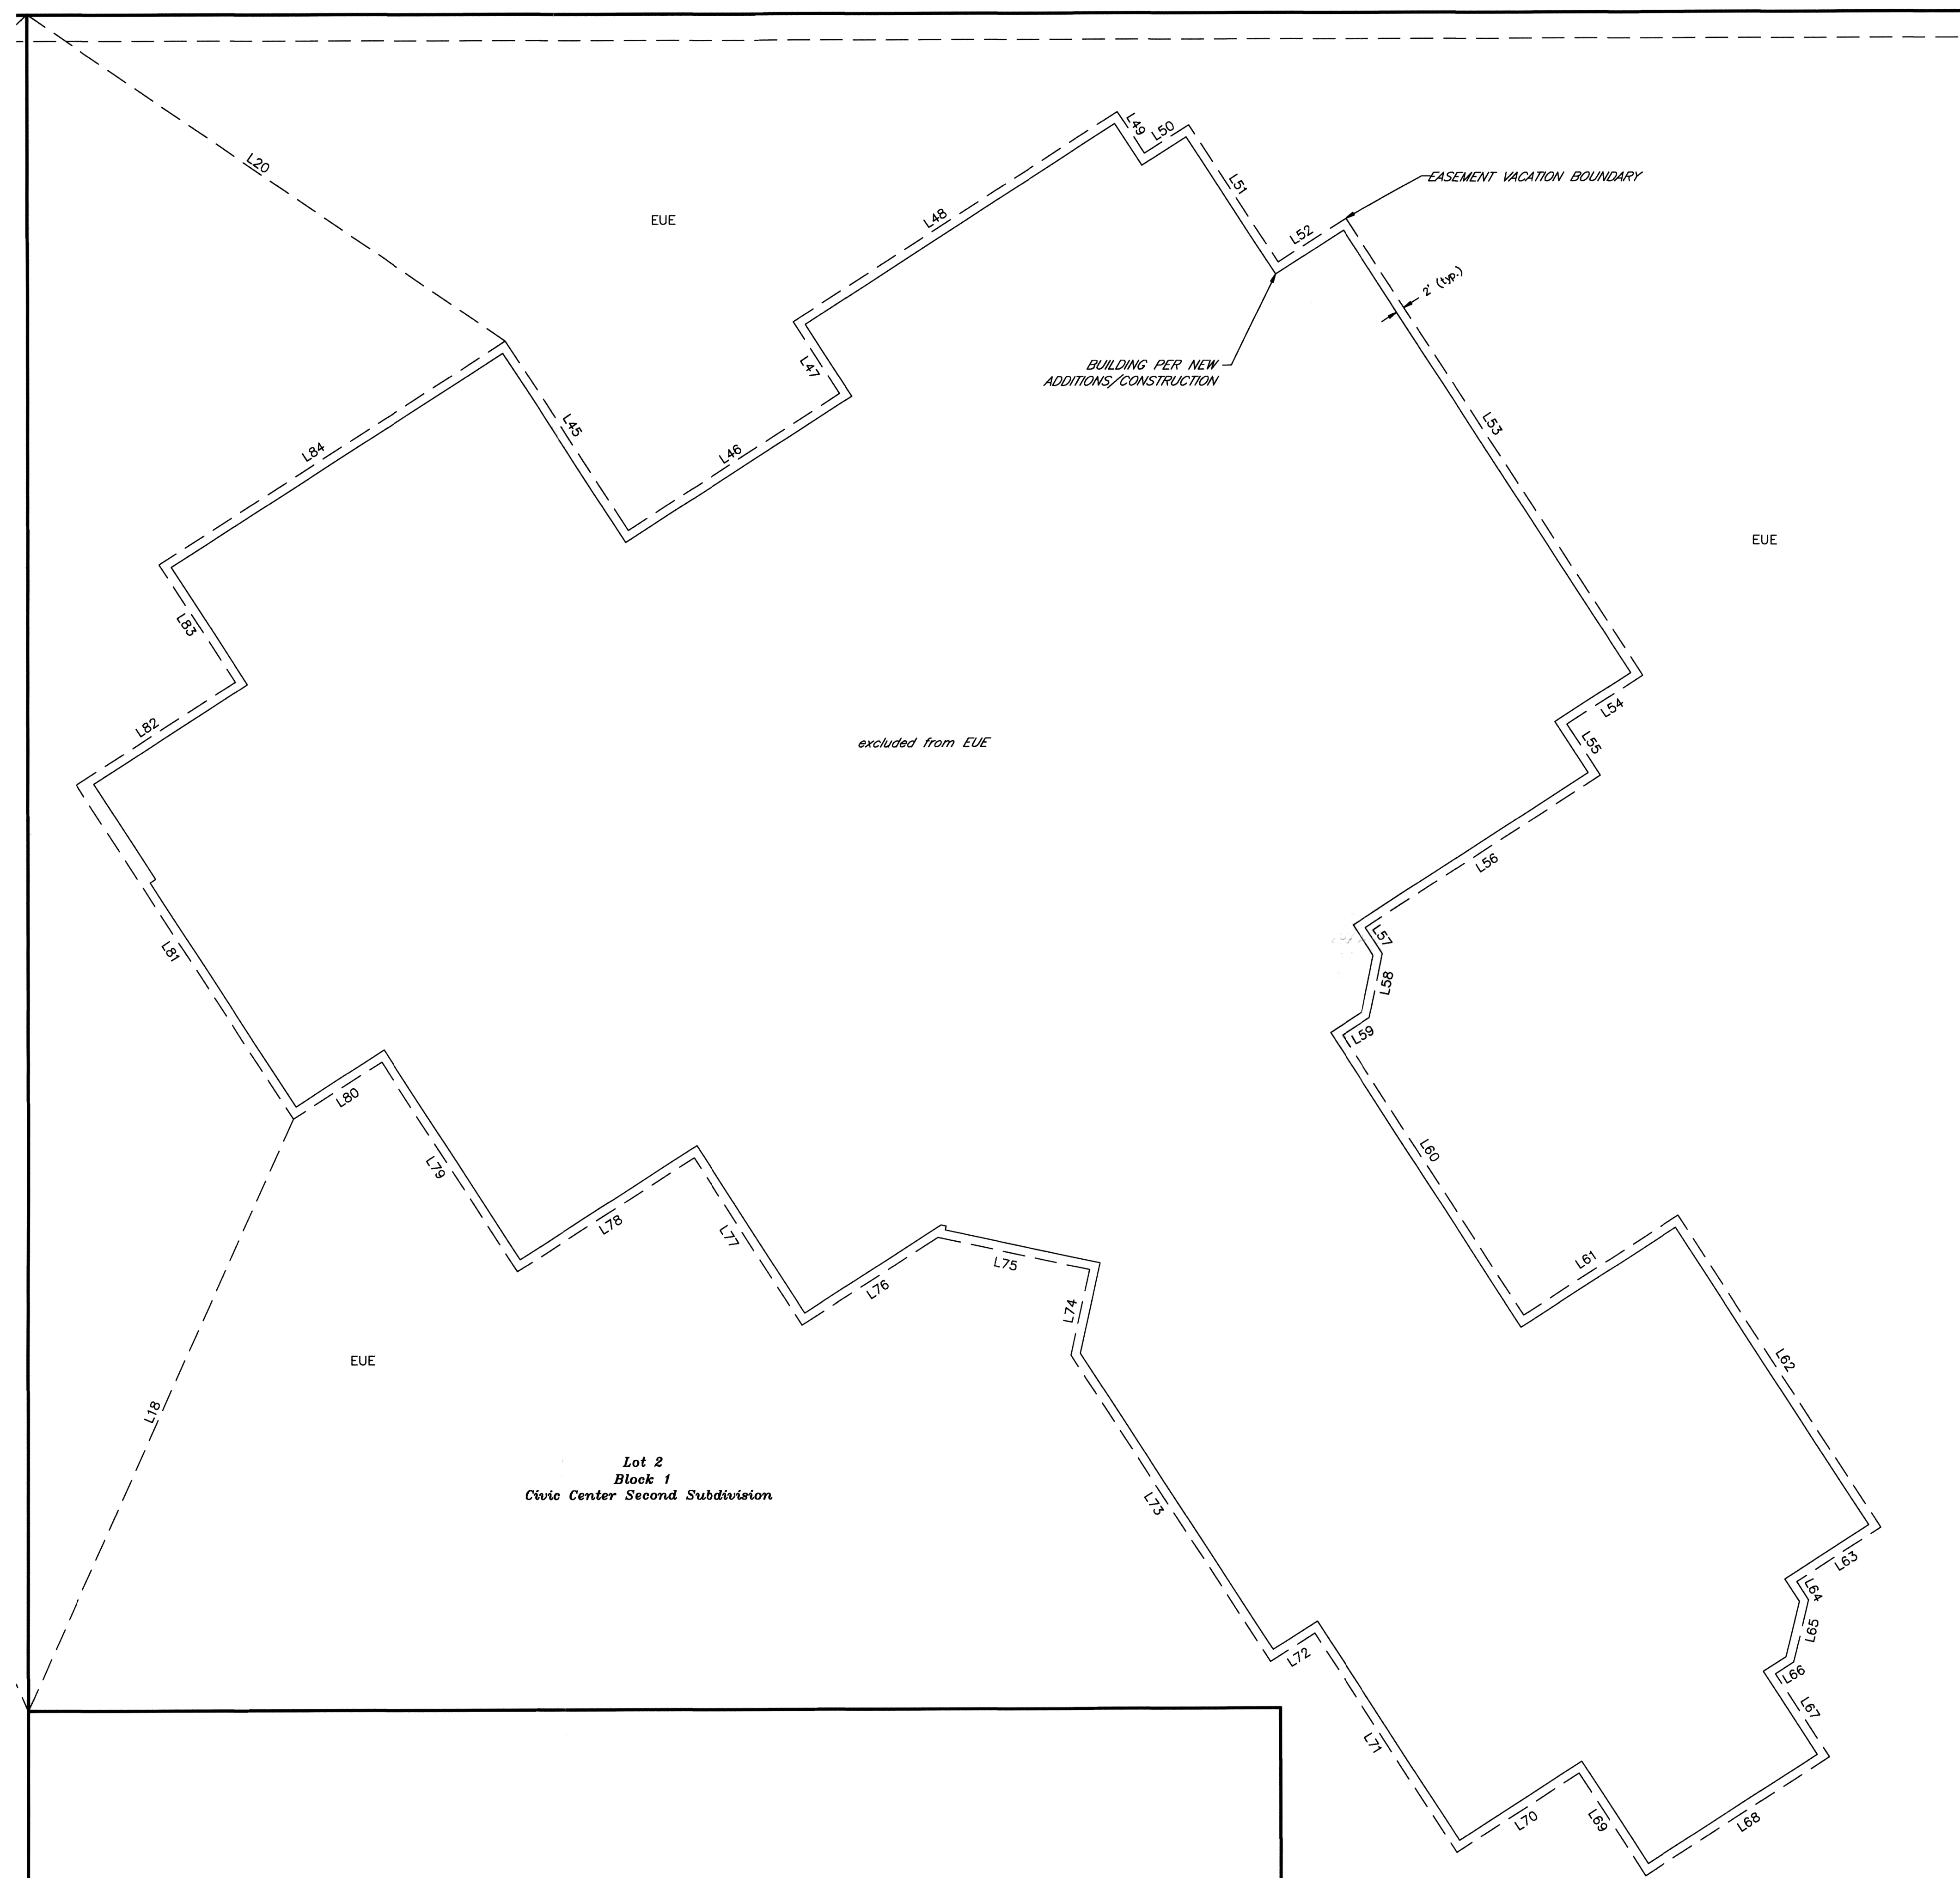 L49
L50
L20
EASEMENT VACATION BOUNDARY
L51
L48
EUE
L52
2' (typ.)
L47
BUILDING PER NEW
ADDITIONS/CONSTRUCTION
L45
L53
L84
L46
EUE
L83
L54
L82
L55
excluded from EUE
L56
L57
L81
L58
L59
L80
L60
L79
L78
L77
L61
L75
L76
L74
EUE
L62
L18
Lot 2
Block 1
Civic Center Second Subdivision
L73
L63
L64
L65
L72
L66
L67
L71
L70
L69
L68